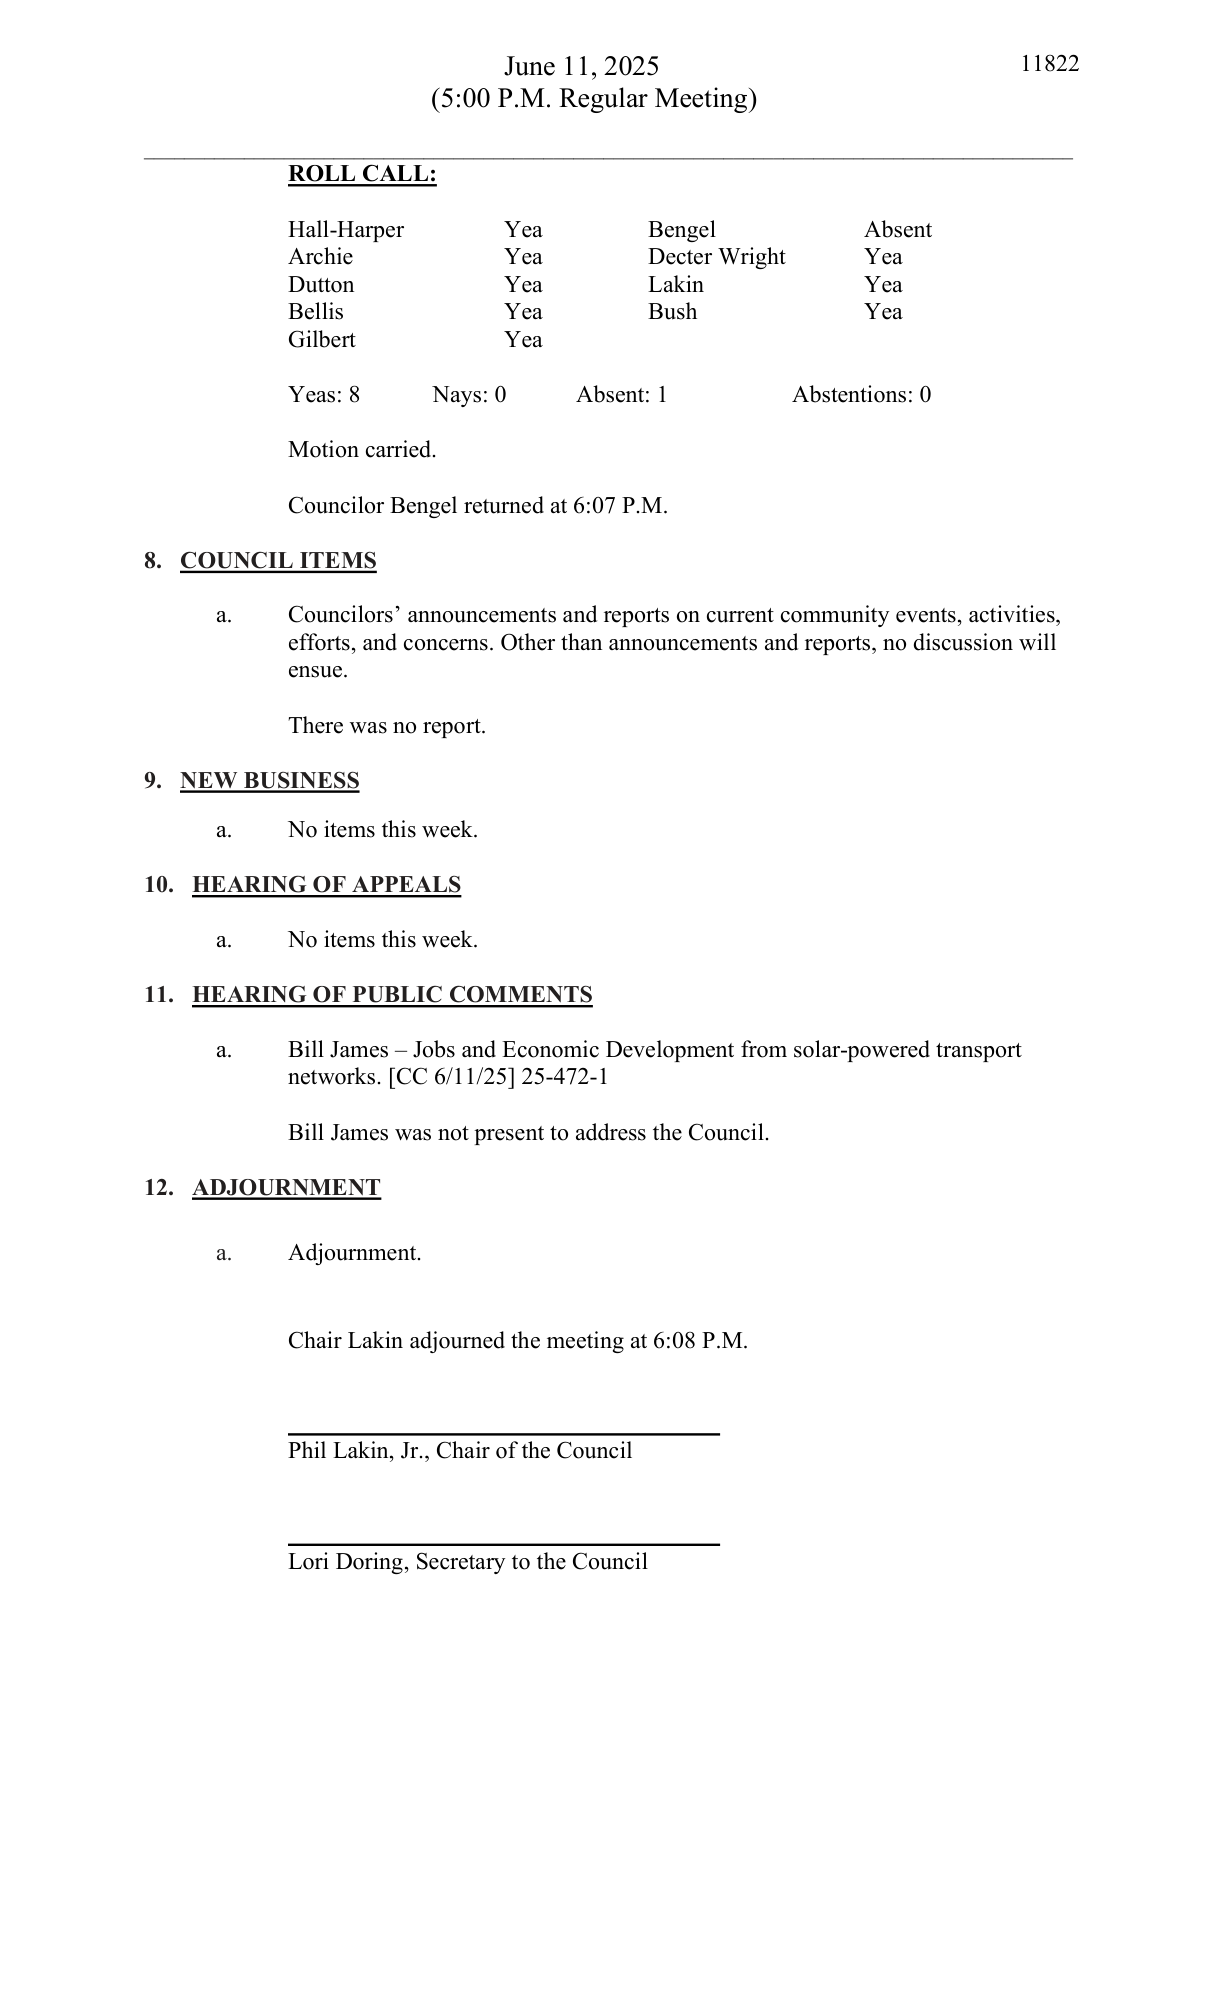 June 11, 2025
11822
(5:00 P.M. Regular Meeting)
ROLL CALL:
Hall-Harper Yea Bengel Absent
Archie Yea Decter Wright Yea
Dutton Yea Lakin Yea
Bellis Yea Bush Yea
Gilbert Yea
Yeas: 8 Nays: 0 Absent: 1 Abstentions: 0
Motion carried.
Councilor Bengel returned at 6:07 P.M.
8. COUNCIL ITEMS
a. Councilors’ announcements and reports on current community events, activities,
efforts, and concerns. Other than announcements and reports, no discussion will
ensue.
There was no report.
9. NEW BUSINESS
a. No items this week.
10. HEARING OF APPEALS
a. No items this week.
11. HEARING OF PUBLIC COMMENTS
a. Bill James – Jobs and Economic Development from solar-powered transport
networks. [CC 6/11/25] 25-472-1
Bill James was not present to address the Council.
12. ADJOURNMENT
a. Adjournment.
Chair Lakin adjourned the meeting at 6:08 P.M.
Phil Lakin, Jr., Chair of the Council
Lori Doring, Secretary to the Council